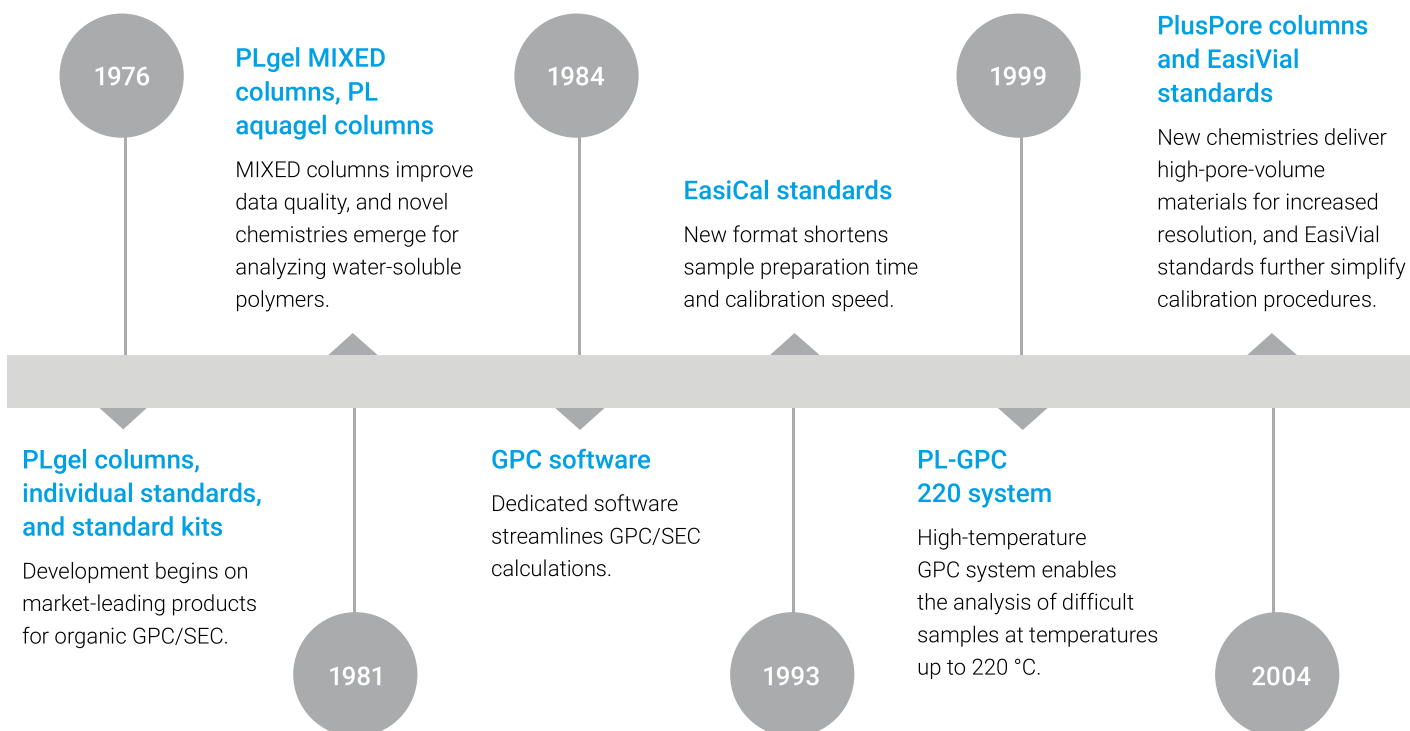 1976
PLgel columns,
individual standards,
and standard kits
Development begins on
market-leading products
for organic GPC/SEC.
PLgel MIXED
columns, PL
aquagel columns
MIXED columns improve
data quality, and novel
chemistries emerge for
analyzing water-soluble
polymers.
1981
1984
GPC software
Dedicated software
streamlines GPC/SEC
calculations.
EasiCal standards
New format shortens
sample preparation time
and calibration speed.
1993
1999
PL-GPC
220 system
High-temperature
GPC system enables
the analysis of difficult
samples at temperatures
up to 220 °C.
PlusPore columns
and EasiVial
standards
New chemistries deliver
high-pore-volume
materials for increased
resolution, and EasiVial
standards further simplify
calibration procedures.
2004